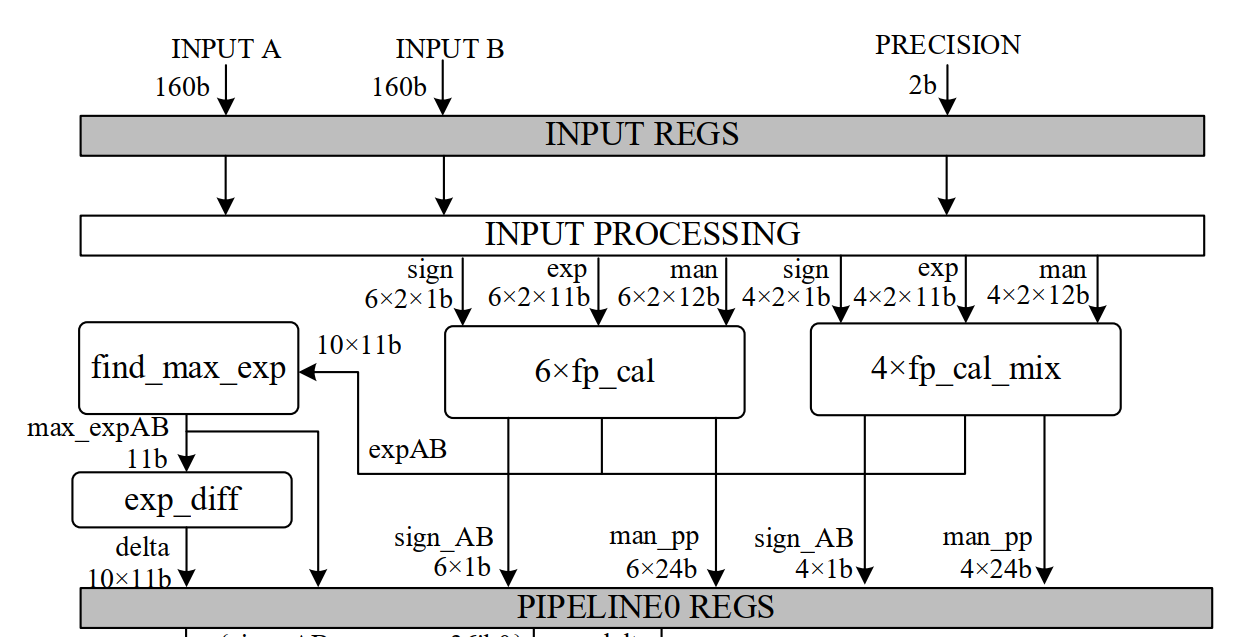 INPUT A
INPUT B
PRECISION
160b
160b
2b
INPUT REGS
INPUT PROCESSING
sign
6×2×1b
exp
6×2×11b
man
6×2×12b
sign
4×2×1b
exp
4×2×11b
man
4×2×12b
find_max_exp
10×11b
6×fp_cal
4×fp_cal_mix
max_expAB
11b
expAB
exp_diff
delta
10×11b
sign_AB
6×1b
man_pp
6×24b
sign_AB
4×1b
man_pp
4×24b
PIPELINE0 REGS